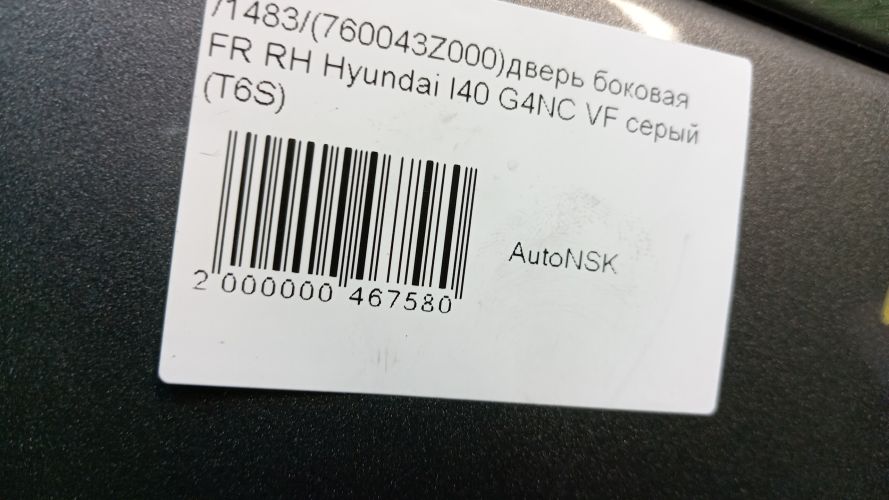 /1483/(760043Z000)дверь боковая
FR RH Hyundai I40 G4NC VF серый
(T6S)
AutoNSK
2 000000 467580